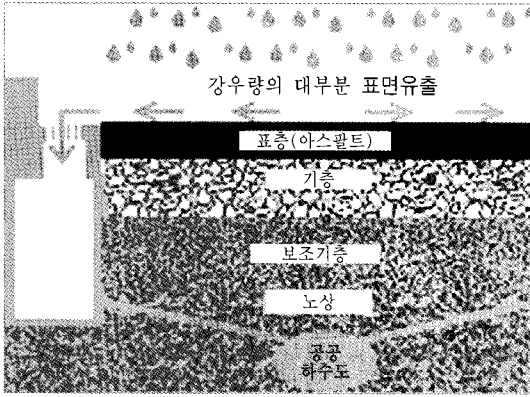 강우량의 대부분 표면유출
표층(아스팔트)
기층
보조기층
노상
공공
하수도